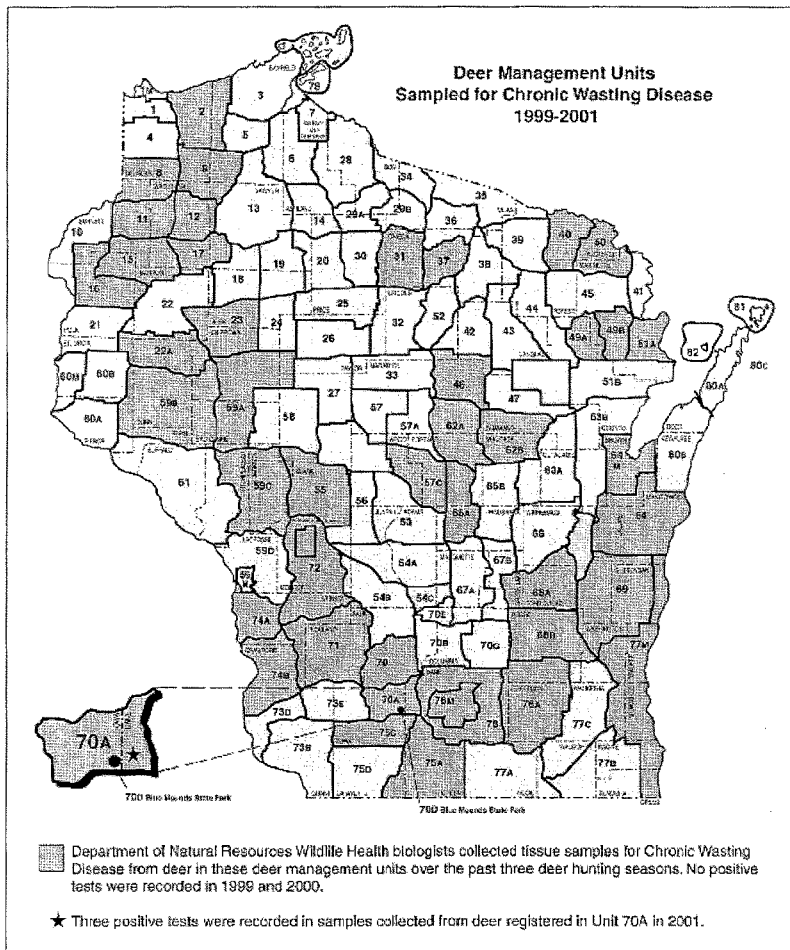 Deer Management Units
Sampled for Chronic Wasting Disease
1999-2001
BAYFIELD
78
1
2
3
7
4
5
6
28
34
35
8
9
10
11
12
13
14
29A
29B
36
39
40
50
15
16
17
18
19
20
30
31
37
38
21
22
23
24
25
26
32
52
42
43
44
45
41
49A
49B
51A
81
82
80C
22A
60M
60B
60A
59B
59A
58
27
33
46
47
51B
80A
57
57A
62A
62B
63B
63A
80B
61
59C
55
56
57C
65A
65B
64M
64
53
66
59D
72
54A
54B
54C
67A
67B
68A
69
70E
74A
71
70
70B
70G
68B
77M
74B
73D
73E
70A
76M
76
76A
77C
73B
75C
75D
75A
77A
77B
70A
70D Blue Mounds State Park
70D Blue Mounds State Park
Department of Natural Resources Wildlife Health biologists collected tissue samples for Chronic Wasting
Disease from deer in these deer management units over the past three deer hunting seasons. No positive
tests were recorded in 1999 and 2000.
★ Three positive tests were recorded in samples collected from deer registered in Unit 70A in 2001.